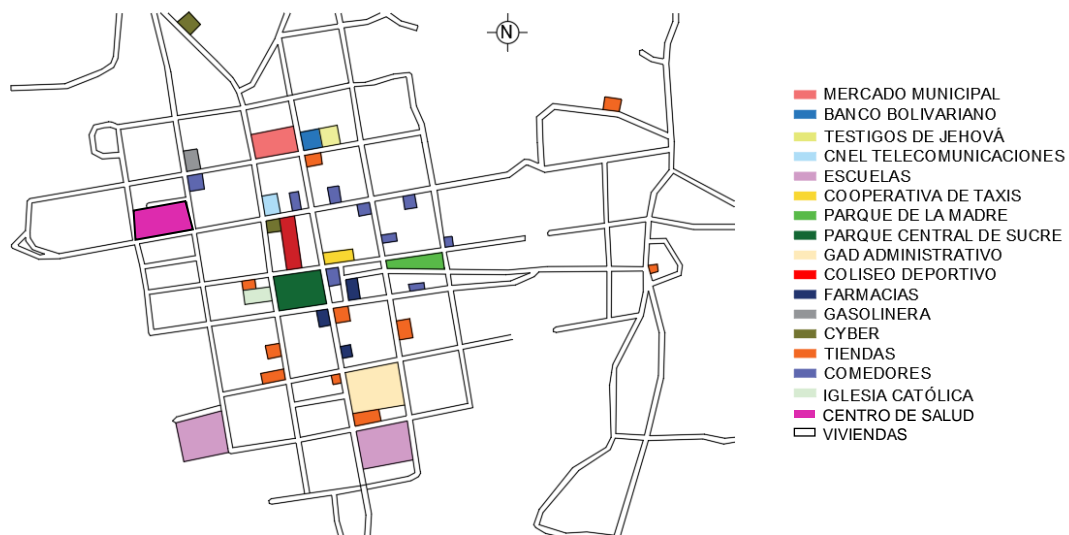 N
MERCADO MUNICIPAL
BANCO BOLIVARIANO
TESTIGOS DE JEHOVÁ
CNEL TELECOMUNICACIONES
ESCUELAS
COOPERATIVA DE TAXIS
PARQUE DE LA MADRE
PARQUE CENTRAL DE SUCRE
GAD ADMINISTRATIVO
COLISEO DEPORTIVO
FARMACIAS
GASOLINERA
CYBER
TIENDAS
COMEDORES
IGLESIA CATÓLICA
CENTRO DE SALUD
VIVIENDAS